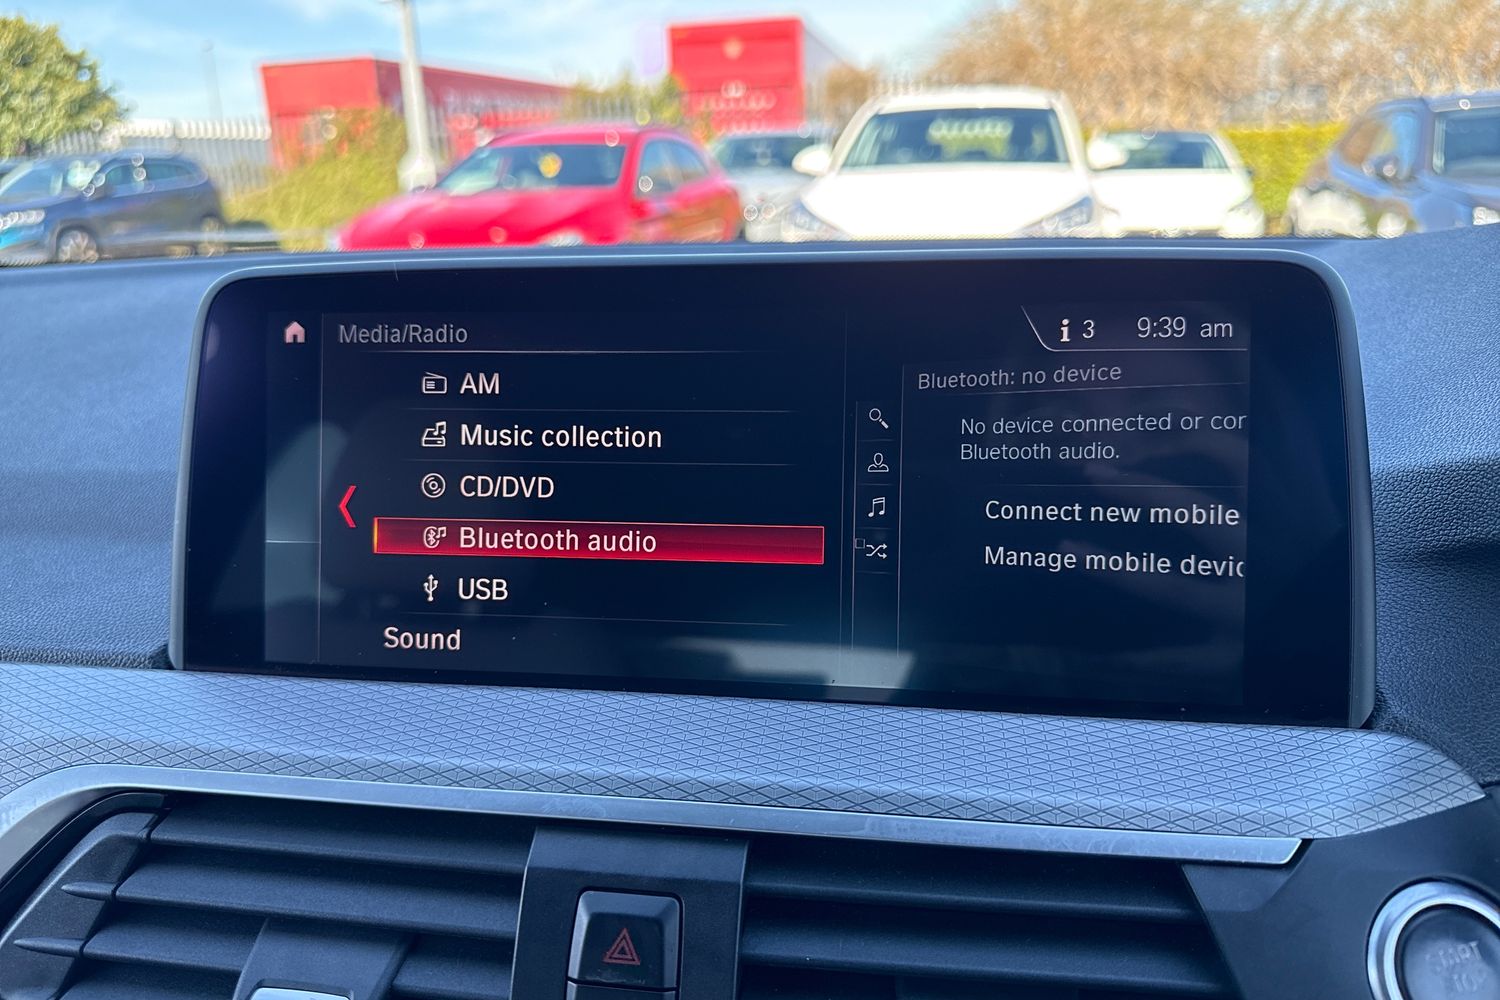 Media/Radio
3 9:39 am
AM
Music collection
CD/DVD
Bluetooth audio
USB
Sound
Bluetooth: no device
No device connected or cor
Bluetooth audio.
Connect new mobile
Manage mobile devic
START